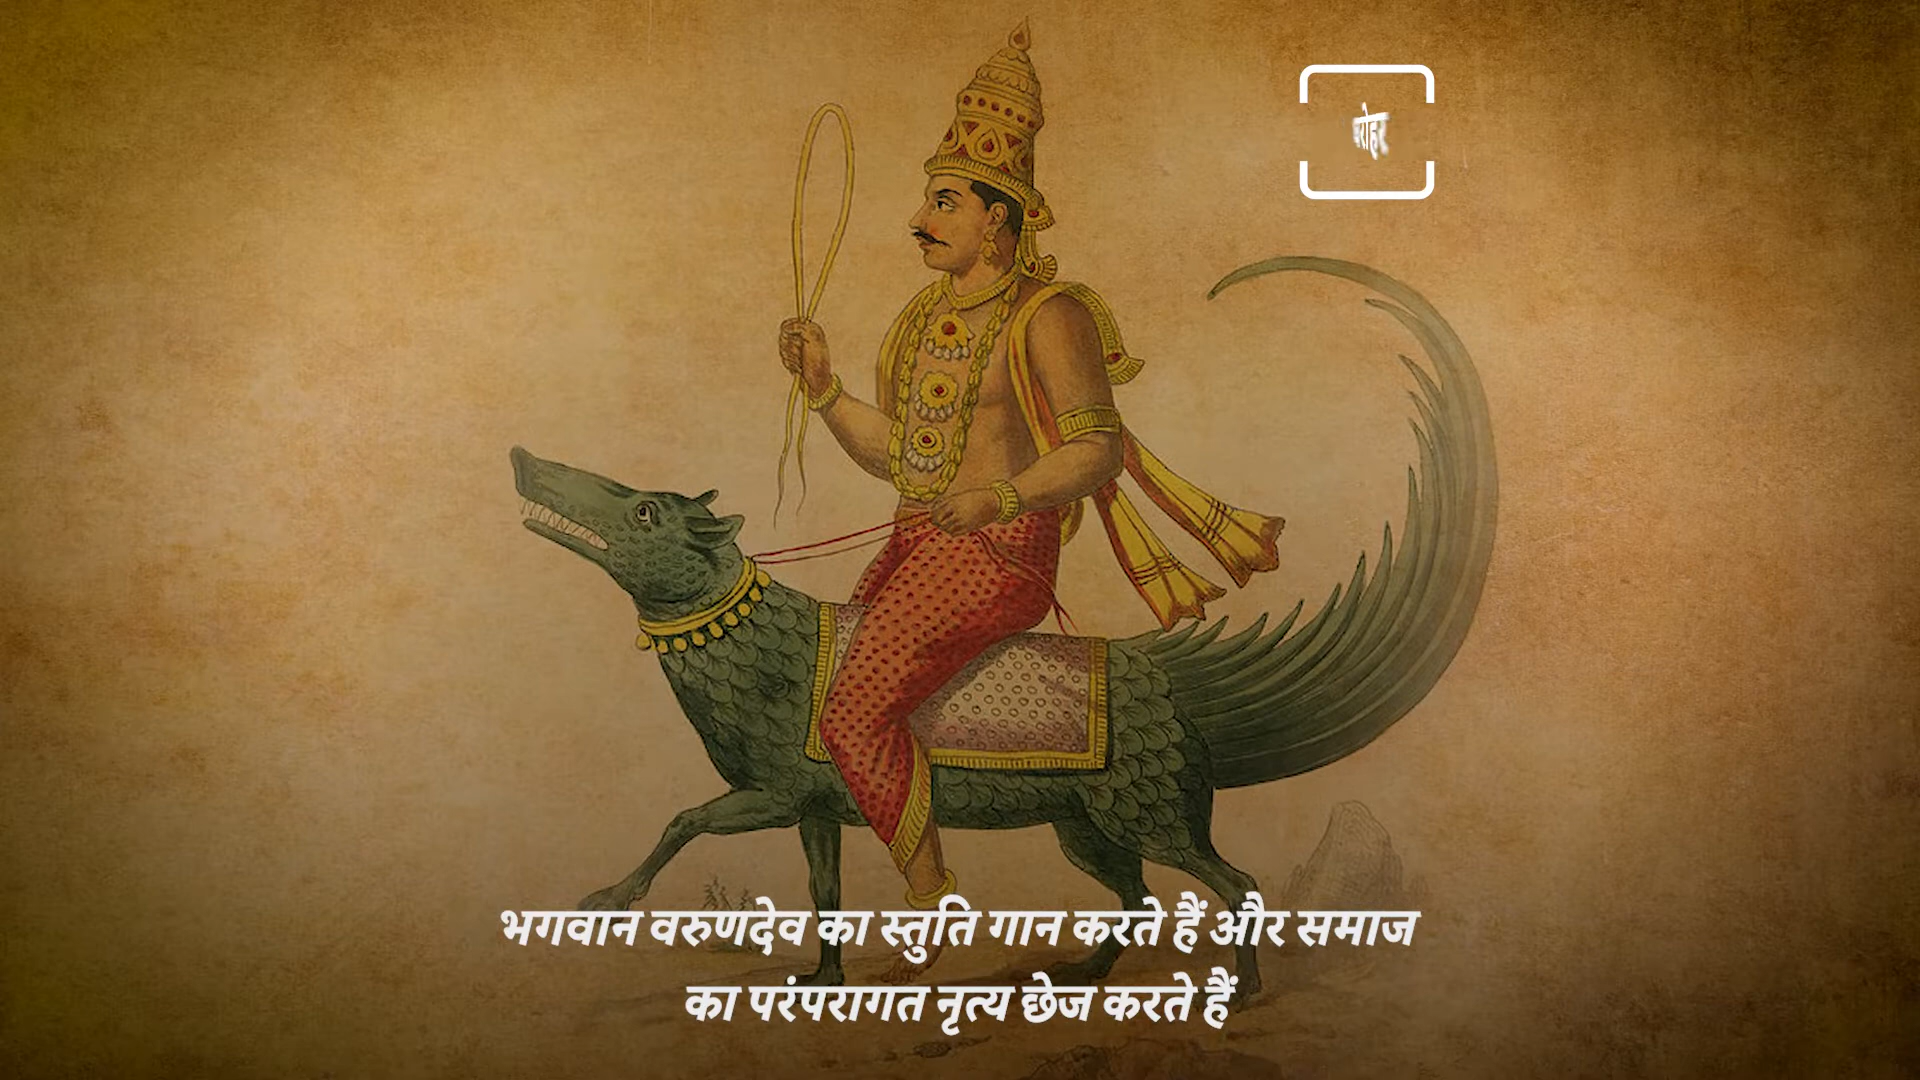 भगवान वरुणदेव का स्तुति गान करते हैं और समाज
का परंपरागत नृत्य छेज करते हैं